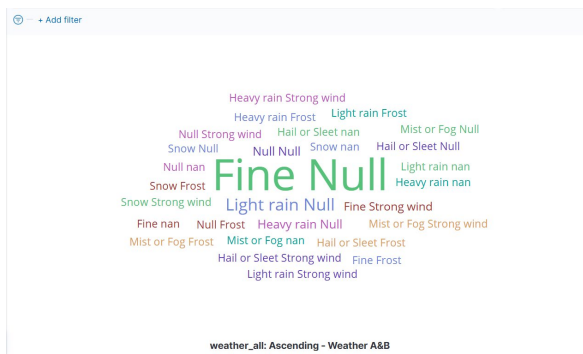 + Add filter
Heavy rain Strong wind
Heavy rain Frost
Light rain Frost
Null Strong wind
Hail or Sleet nan
Mist or Fog Null
Snow Null
Null Null
Snow nan
Hail or Sleet Null
Null nan
Fine Null
Light rain nan
Snow Frost
Heavy rain nan
Snow Strong wind
Light rain Null
Fine Strong wind
Fine nan
Null Frost
Heavy rain Null
Mist or Fog Strong wind
Mist or Fog Frost
Mist or Fog nan
Hail or Sleet Frost
Hail or Sleet Strong wind
Fine Frost
Light rain Strong wind
weather_all: Ascending - Weather A&B